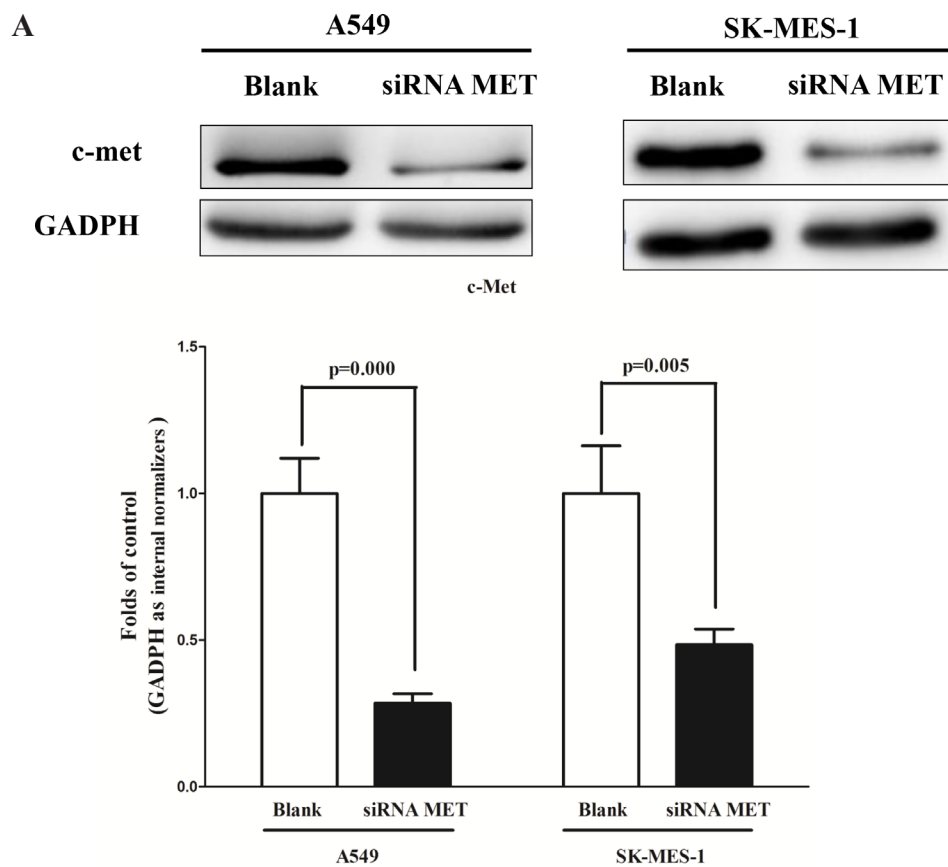 A
A549
SK-MES-1
Blank
siRNA MET
Blank
siRNA MET
c-met
GADPH
c-Met
Folds of control
(GADPH as internal normalizers )
1.5
1.0
0.5
0.0
p=0.000
p=0.005
Blank
siRNA MET
Blank
siRNA MET
A549
SK-MES-1